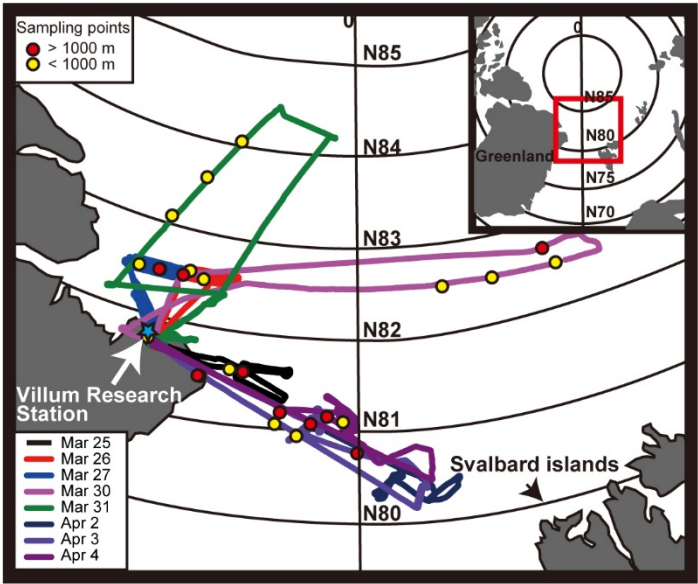 Sampling points
> 1000 m
< 1000 m
0
N85
N84
N83
N82
N81
N80
0
N85
N80
N75
N70
Greenland
Villum Research
Station
Svalbard islands
Mar 25
Mar 26
Mar 27
Mar 30
Mar 31
Apr 2
Apr 3
Apr 4